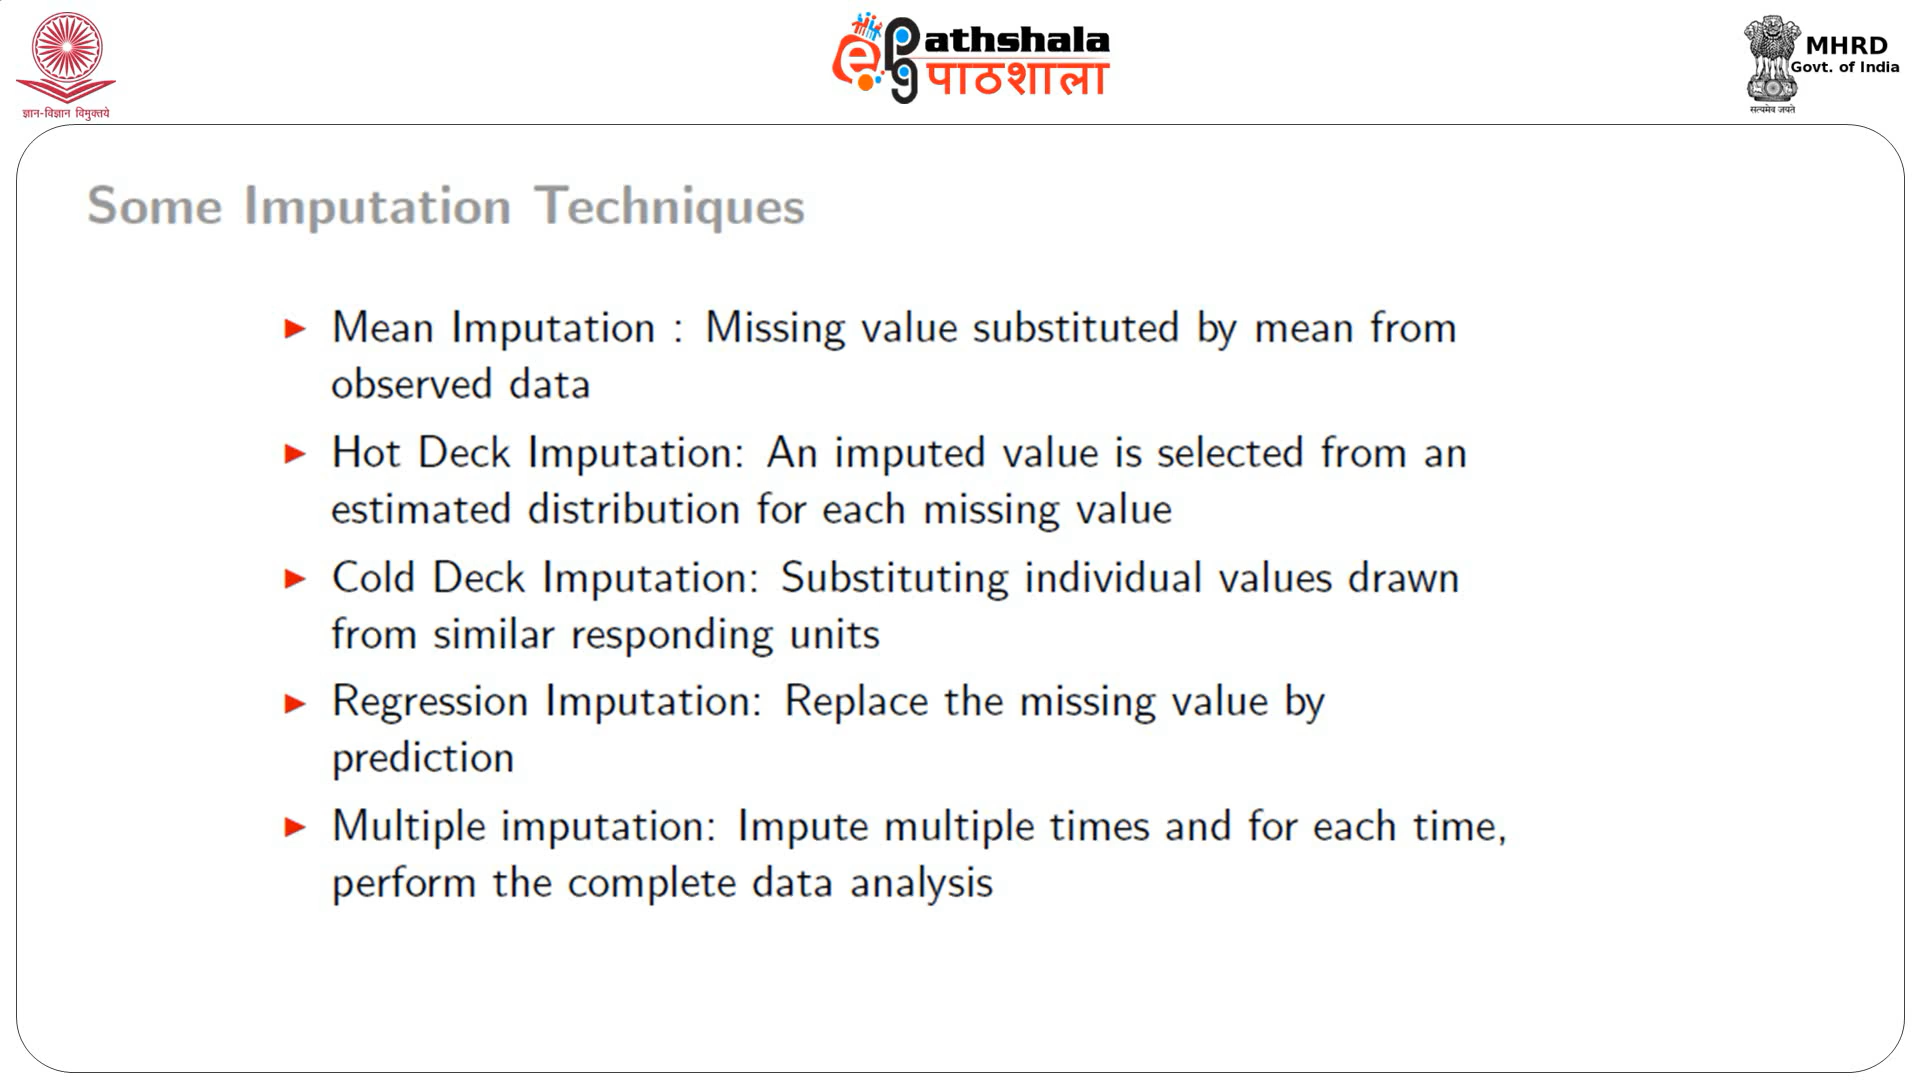 ज्ञान-विज्ञान विमुक्तये
ePathshala
पाठशाला
MHRD
Govt. of India
सत्यमेव जयते
Some Imputation Techniques
► Mean Imputation : Missing value substituted by mean from
observed data
► Hot Deck Imputation: An imputed value is selected from an
estimated distribution for each missing value
► Cold Deck Imputation: Substituting individual values drawn
from similar responding units
► Regression Imputation: Replace the missing value by
prediction
► Multiple imputation: Impute multiple times and for each time,
perform the complete data analysis